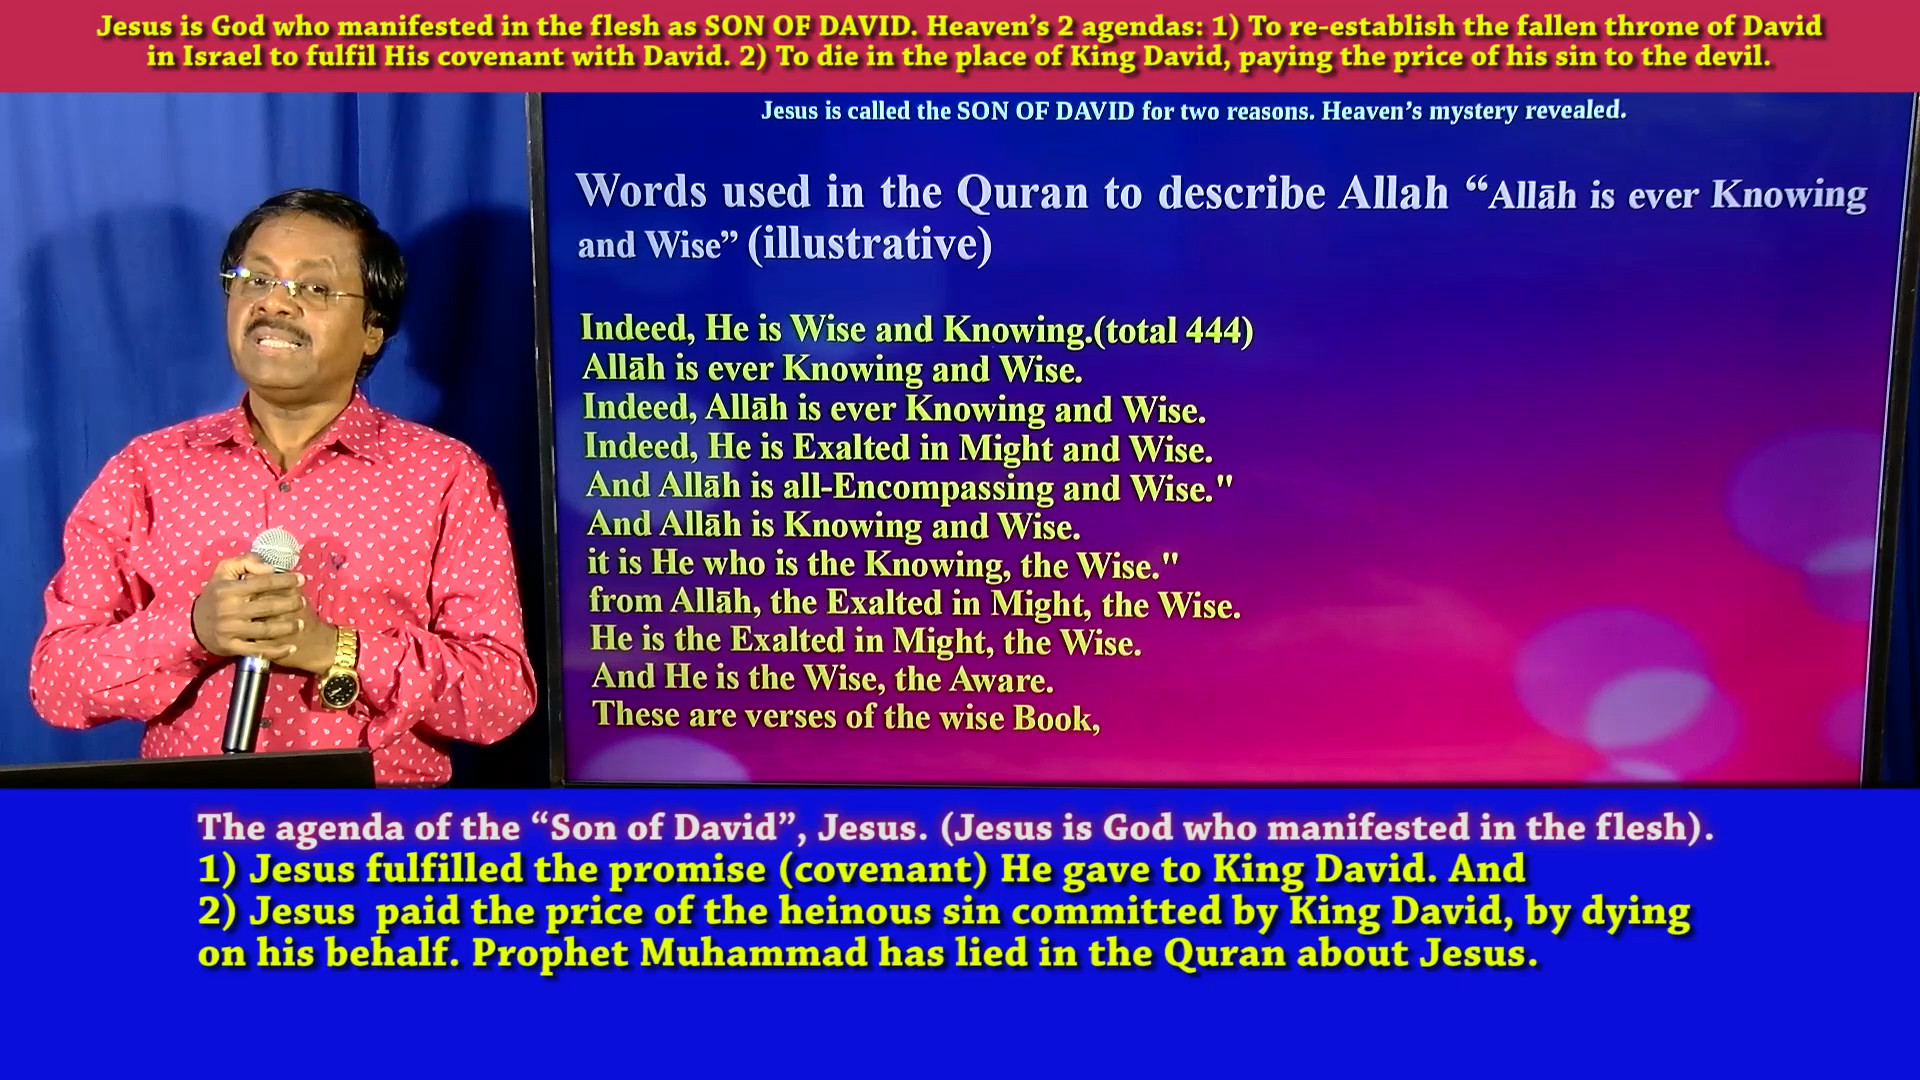 Jesus is God who manifested in the flesh as SON OF DAVID. Heaven’s 2 agendas: 1) To re-establish the fallen throne of David
in Israel to fulfil His covenant with David. 2) To die in the place of King David, paying the price of his sin to the devil.
Jesus is called the SON OF DAVID for two reasons. Heaven’s mystery revealed.
Words used in the Quran to describe Allah “Allāh is ever Knowing
and Wise” (illustrative)
Indeed, He is Wise and Knowing.(total 444)
Allāh is ever Knowing and Wise.
Indeed, Allāh is ever Knowing and Wise.
Indeed, He is Exalted in Might and Wise.
And Allāh is all-Encompassing and Wise."
And Allāh is Knowing and Wise.
it is He who is the Knowing, the Wise."
from Allāh, the Exalted in Might, the Wise.
He is the Exalted in Might, the Wise.
And He is the Wise, the Aware.
These are verses of the wise Book,
The agenda of the “Son of David”, Jesus. (Jesus is God who manifested in the flesh).
1) Jesus fulfilled the promise (covenant) He gave to King David. And
2) Jesus  paid the price of the heinous sin committed by King David, by dying
on his behalf. Prophet Muhammad has lied in the Quran about Jesus.